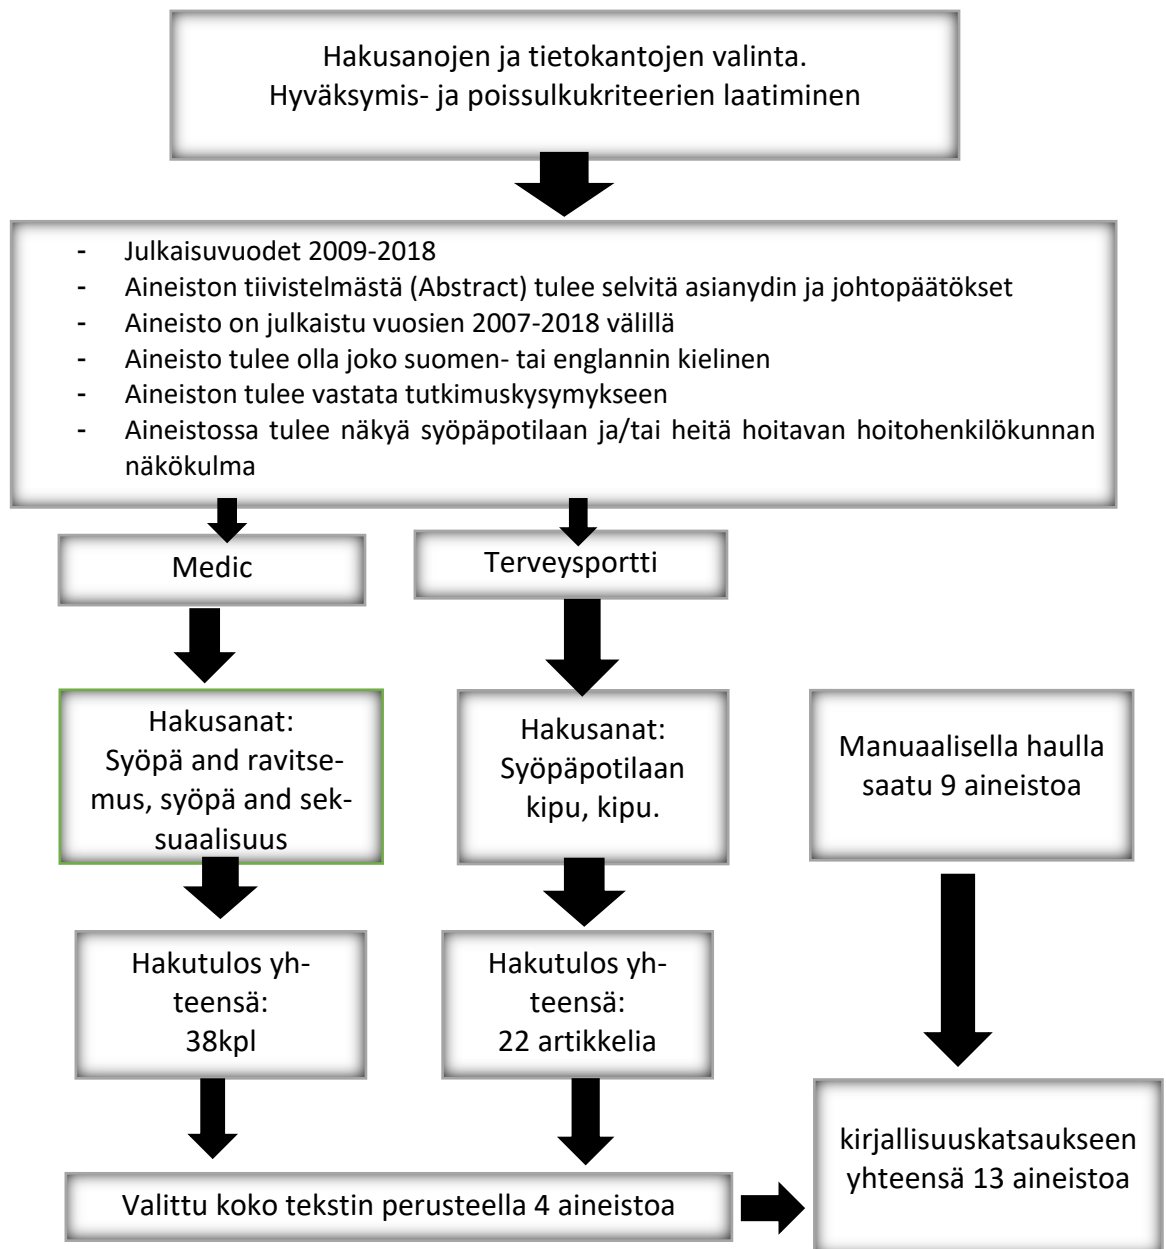 Hakusanojen ja tietokantojen valinta.
Hyväksymis- ja poissulkukriteerien laatiminen
- Julkaisuvuodet 2009-2018
- Aineiston tiivistelmästä (Abstract) tulee selvitä asianydin ja johtopäätökset
- Aineisto on julkaistu vuosien 2007-2018 välillä
- Aineisto tulee olla joko suomen- tai englannin kielinen
- Aineiston tulee vastata tutkimuskysymykseen
- Aineistossa tulee näkyä syöpäpotilaan ja/tai heitä hoitavan hoitohenkilökunnan
näkökulma
Medic
Terveysportti
Hakusanat:
Syöpä and ravitse-
mus, syöpä and sek-
suaalisuus
Hakusanat:
Syöpäpotilaan
kipu, kipu.
Manuaalisella haulla
saatu 9 aineistoa
Hakutulos yh-
teensä:
38kpl
Hakutulos yh-
teensä:
22 artikkelia
kirjallisuuskatsaukseen
yhteensä 13 aineistoa
Valittu koko tekstin perusteella 4 aineistoa